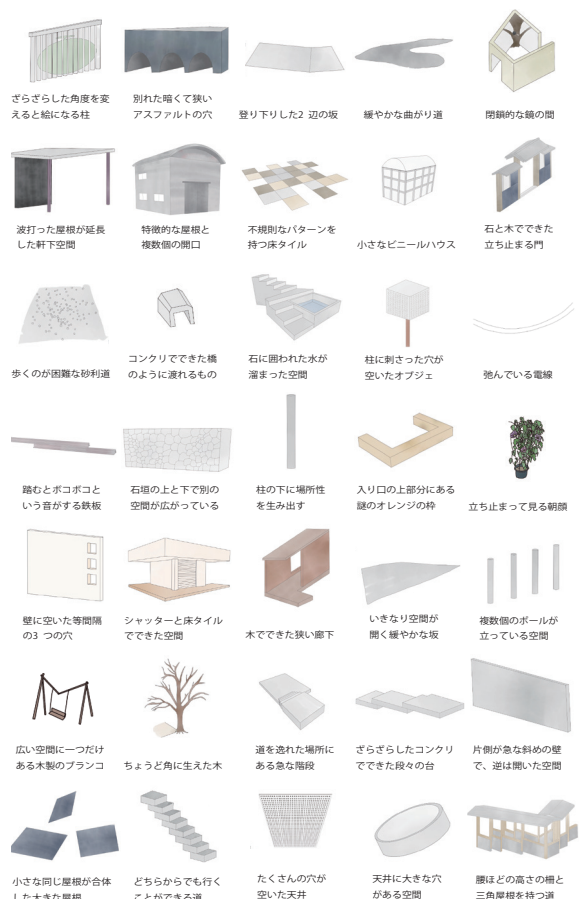 ざらざらした角度を変
えると絵になる柱
別れた暗くて狭い
アスファルトの穴
登り下りした2 辺の坂
緩やかな曲がり道
閉鎖的な鏡の間
波打った屋根が延長
した軒下空間
特徴的な屋根と
複数個の開口
不規則なパターンを
持つ床タイル
小さなビニールハウス
石と木でできた
立ち止まる門
歩くのが困難な砂利道
コンクリでできた橋
のように渡れるもの
石に囲われた水が
溜まった空間
柱に刺さった穴が
空いたオブジェ
弛んでいる電線
踏むとボコボコと
いう音がする鉄板
石垣の上と下で別の
空間が広がっている
柱の下に場所性
を生み出す
入り口の上部分にある
謎のオレンジの枠
立ち止まって見る朝顔
壁に空いた等間隔
の3 つの穴
シャッターと床タイル
でできた空間
木でできた狭い廊下
いきなり空間が
開く緩やかな坂
複数個のポールが
立っている空間
広い空間に一つだけ
ある木製のブランコ
ちょうど角に生えた木
道を逸れた場所に
ある急な階段
ざらざらしたコンクリ
でできた段々の台
片側が急な斜めの壁
で、逆は開いた空間
小さな同じ屋根が合体
した大きな屋根
どちらからでも行く
ことができる道
たくさんの穴が
空いた天井
天井に大きな穴
がある空間
腰ほどの高さの柵と
三角屋根を持つ道